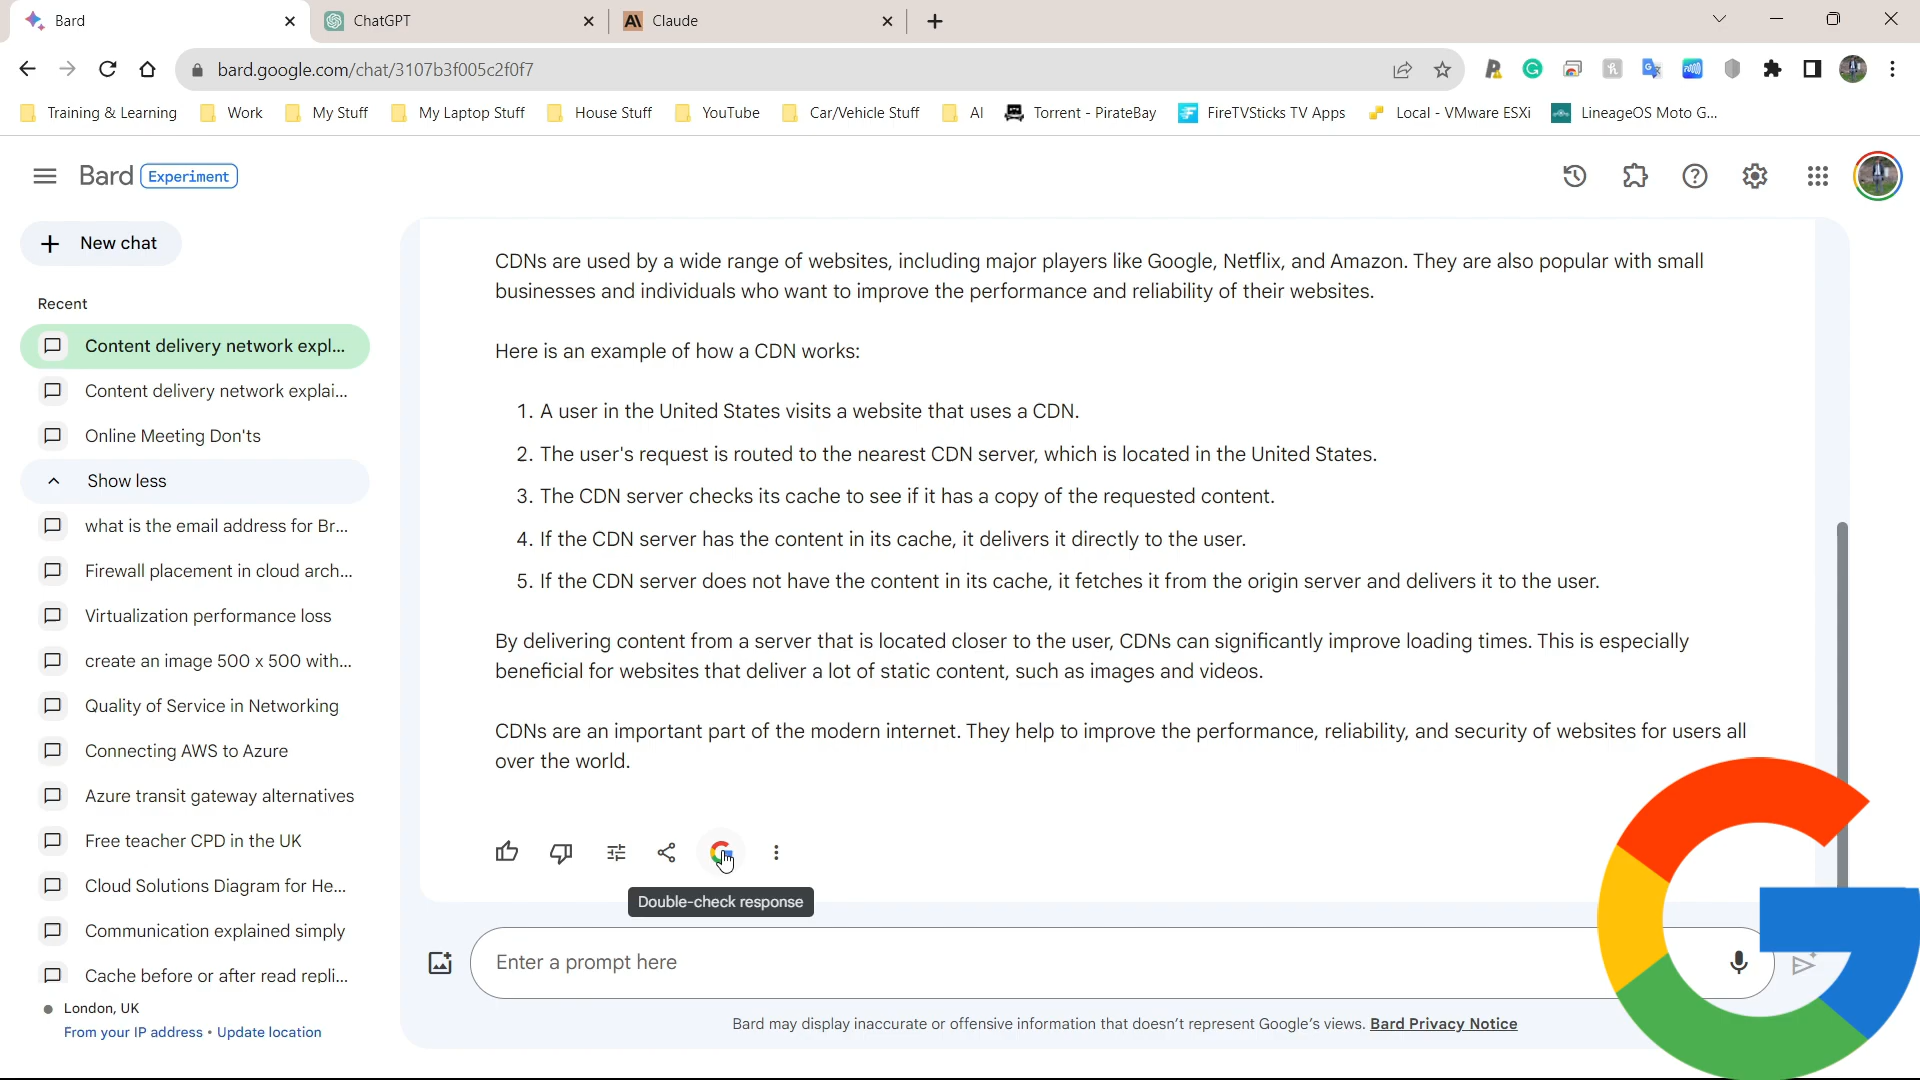 Bard
ChatGPT
Claude
bard.google.com/chat/3107b3f005c2f0f7
Training & Learning
Work
My Stuff
My Laptop Stuff
House Stuff
YouTube
Car/Vehicle Stuff
AI
Torrent - PirateBay
FireTVSticks TV Apps
Local - VMware ESXi
LineageOS Moto G...
Bard Experiment
New chat
Recent
Content delivery network expl...
Content delivery network explai...
Online Meeting Don'ts
Show less
what is the email address for Br...
Firewall placement in cloud arch...
Virtualization performance loss
create an image 500 x 500 with...
Quality of Service in Networking
Connecting AWS to Azure
Azure transit gateway alternatives
Free teacher CPD in the UK
Cloud Solutions Diagram for He...
Communication explained simply
Cache before or after read repli...
London, UK
From your IP address • Update location
CDNs are used by a wide range of websites, including major players like Google, Netflix, and Amazon. They are also popular with small
businesses and individuals who want to improve the performance and reliability of their websites.
Here is an example of how a CDN works:
1. A user in the United States visits a website that uses a CDN.
2. The user's request is routed to the nearest CDN server, which is located in the United States.
3. The CDN server checks its cache to see if it has a copy of the requested content.
4. If the CDN server has the content in its cache, it delivers it directly to the user.
5. If the CDN server does not have the content in its cache, it fetches it from the origin server and delivers it to the user.
By delivering content from a server that is located closer to the user, CDNs can significantly improve loading times. This is especially
beneficial for websites that deliver a lot of static content, such as images and videos.
CDNs are an important part of the modern internet. They help to improve the performance, reliability, and security of websites for users all
over the world.
Double-check response
Enter a prompt here
Bard may display inaccurate or offensive information that doesn't represent Google's views. Bard Privacy Notice